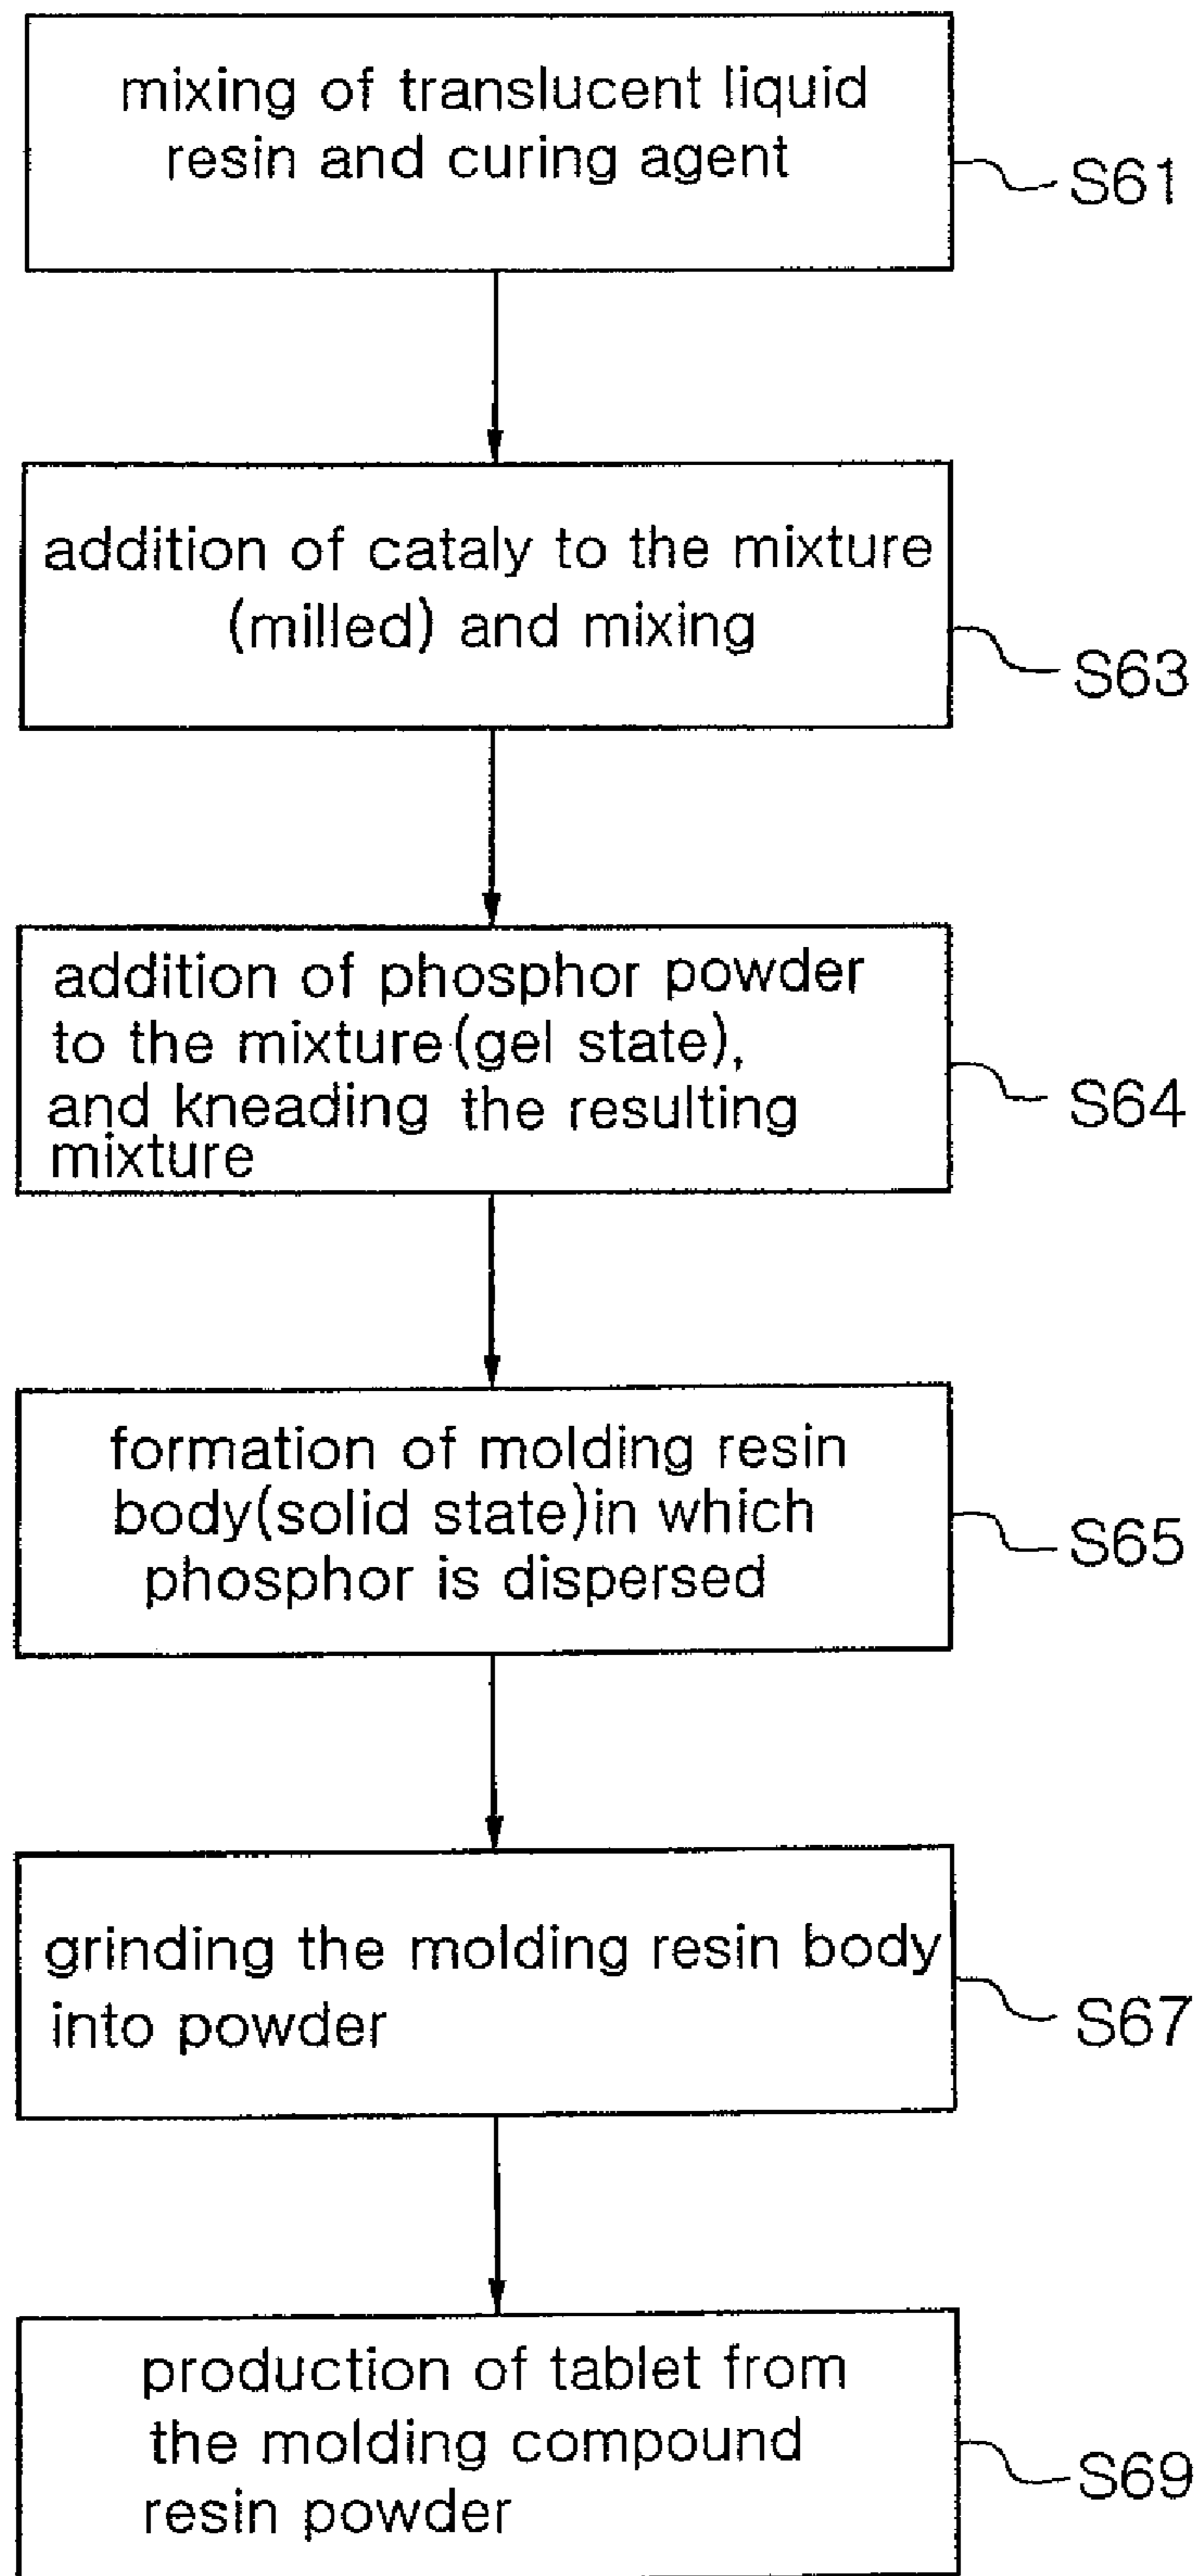 mixing of translucent liquid
resin and curing agent
S61
addition of cataly to the mixture
(milled) and mixing
S63
addition of phosphor powder
to the mixture (gel state),
and kneading the resulting
mixture
S64
formation of molding resin
body(solid state)in which
phosphor is dispersed
S65
grinding the molding resin body
into powder
S67
production of tablet from
the molding compound
resin powder
S69